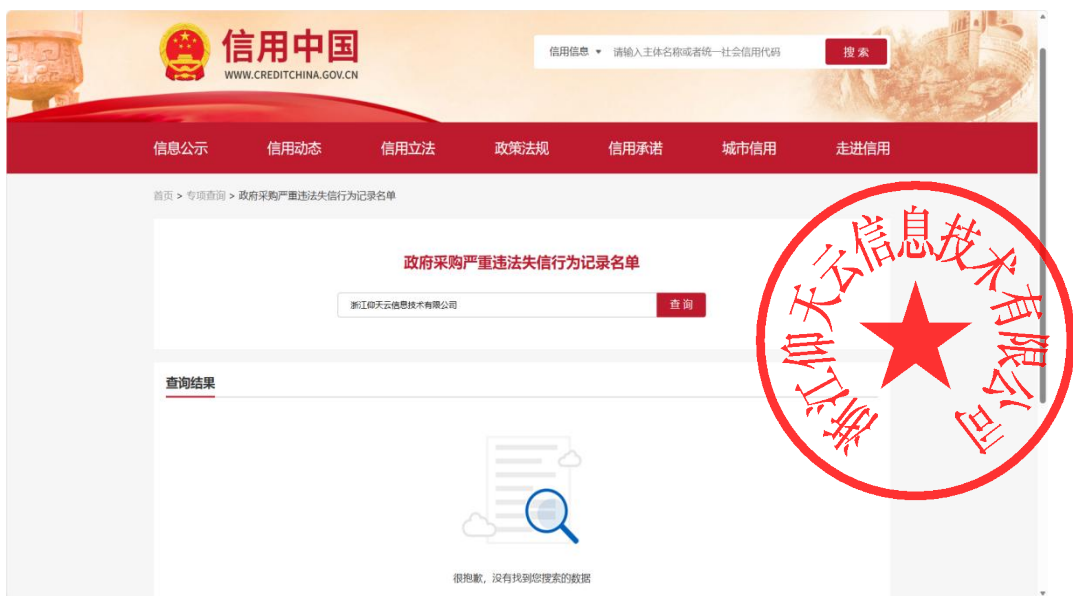 信用中国
WWW.CREDITCHINA.GOV.CN
信用信息 请输入主体名称或者统一社会信用代码 搜索
信息公示 信用动态 信用立法 政策法规 信用承诺 城市信用 走进信用
首页 > 专项查询 > 政府采购严重违法失信行为记录名单
政府采购严重违法失信行为记录名单
浙江仰天云信息技术有限公司 查询
查询结果
很抱歉，没有找到您搜索的数据
浙江仰天云信息技术有限公司